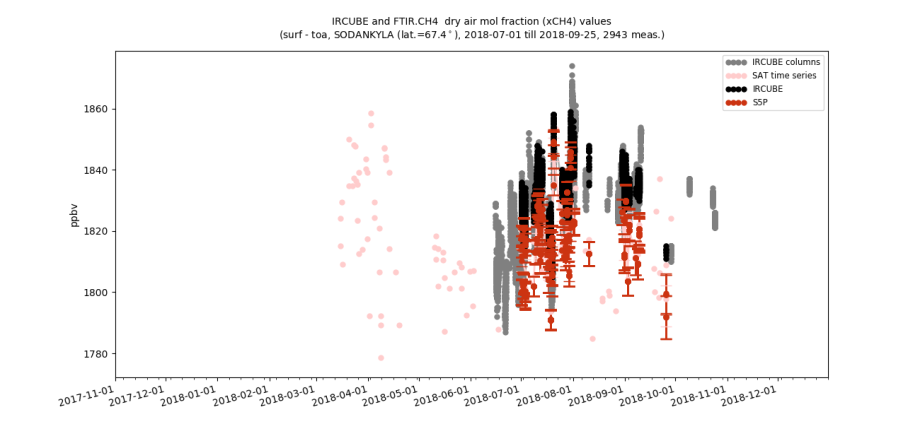 IRCUBE and FTIR.CH4 dry air mol fraction (xCH4) values
(surf - toa, SODANKYLA (lat.=67.4°), 2018-07-01 till 2018-09-25, 2943 meas.)
IRCUBE columns
SAT time series
IRCUBE
S5P
ppbv
1860
1840
1820
1800
1780
2017-11-01
2017-12-01
2018-01-01
2018-02-01
2018-03-01
2018-04-01
2018-05-01
2018-06-01
2018-07-01
2018-08-01
2018-09-01
2018-10-01
2018-11-01
2018-12-01